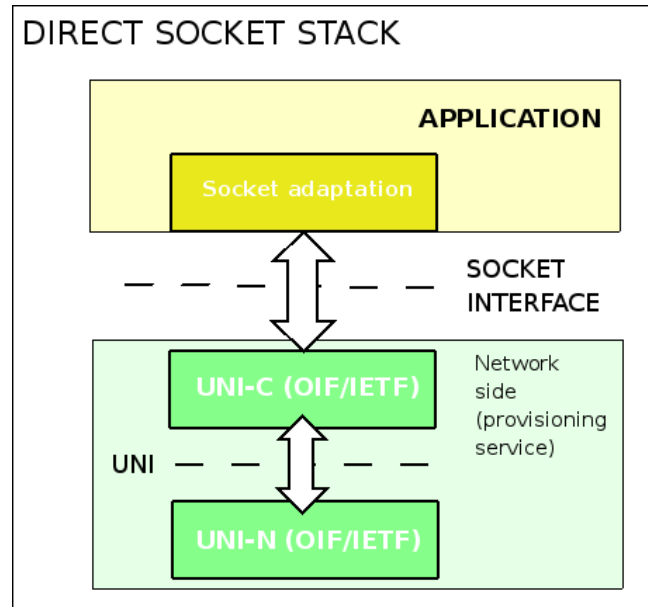 DIRECT SOCKET STACK
APPLICATION
Socket adaptation
SOCKET
INTERFACE
UNI-C (OIF/IETF)
Network
side
(provisioning
service)
UNI
UNI-N (OIF/IETF)